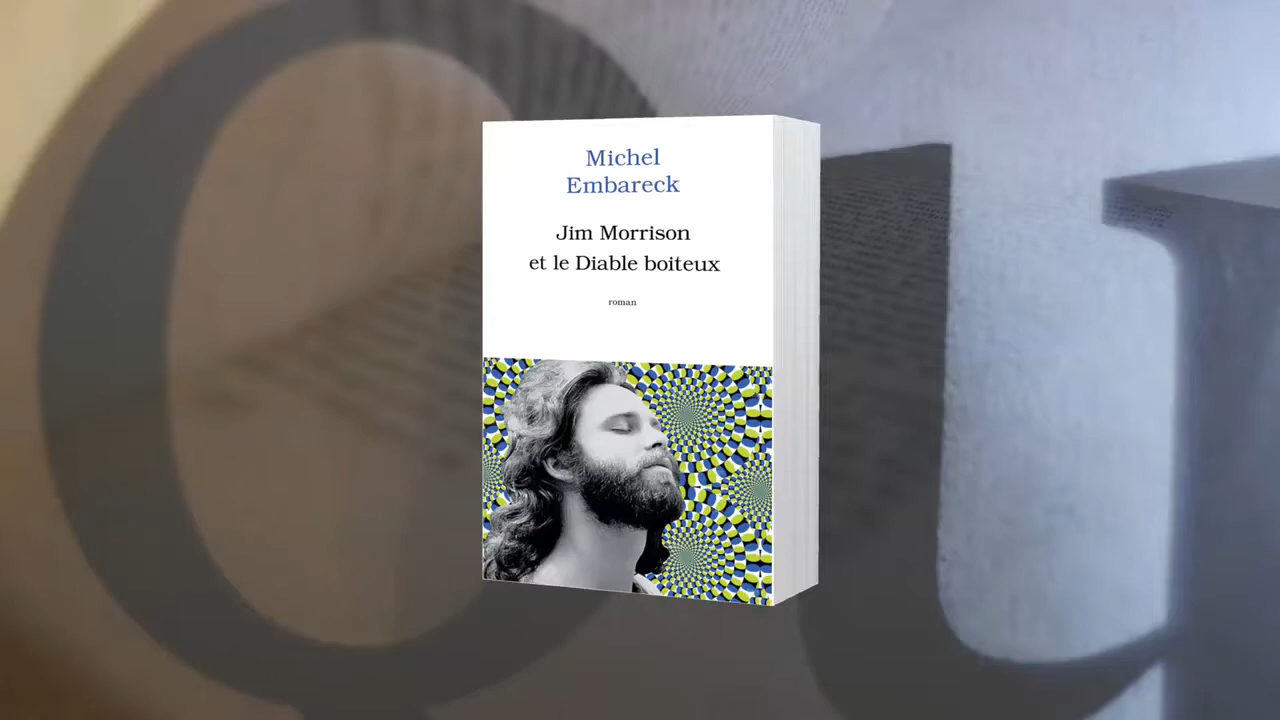 Michel
Embareck
Jim Morrison
et le Diable boiteux
roman